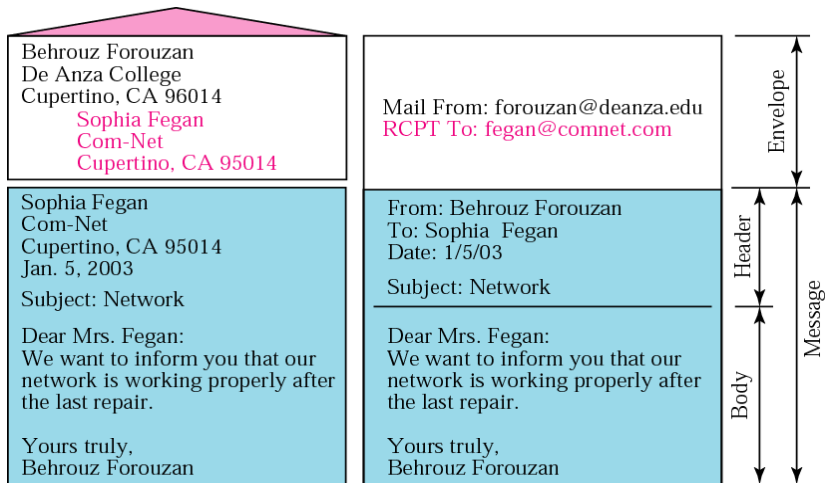 Behrouz Forouzan
De Anza College
Cupertino, CA 96014
Sophia Fegan
Com-Net
Cupertino, CA 95014
Sophia Fegan
Com-Net
Cupertino, CA 95014
Jan. 5, 2003
Subject: Network
Dear Mrs. Fegan:
We want to inform you that our
network is working properly after
the last repair.
Yours truly,
Behrouz Forouzan
Mail From: forouzan@deanza.edu
RCPT To: fegan@comnet.com
From: Behrouz Forouzan
To: Sophia Fegan
Date: 1/5/03
Subject: Network
Dear Mrs. Fegan:
We want to inform you that our
network is working properly after
the last repair.
Yours truly,
Behrouz Forouzan
Envelope
Header
Body
Message